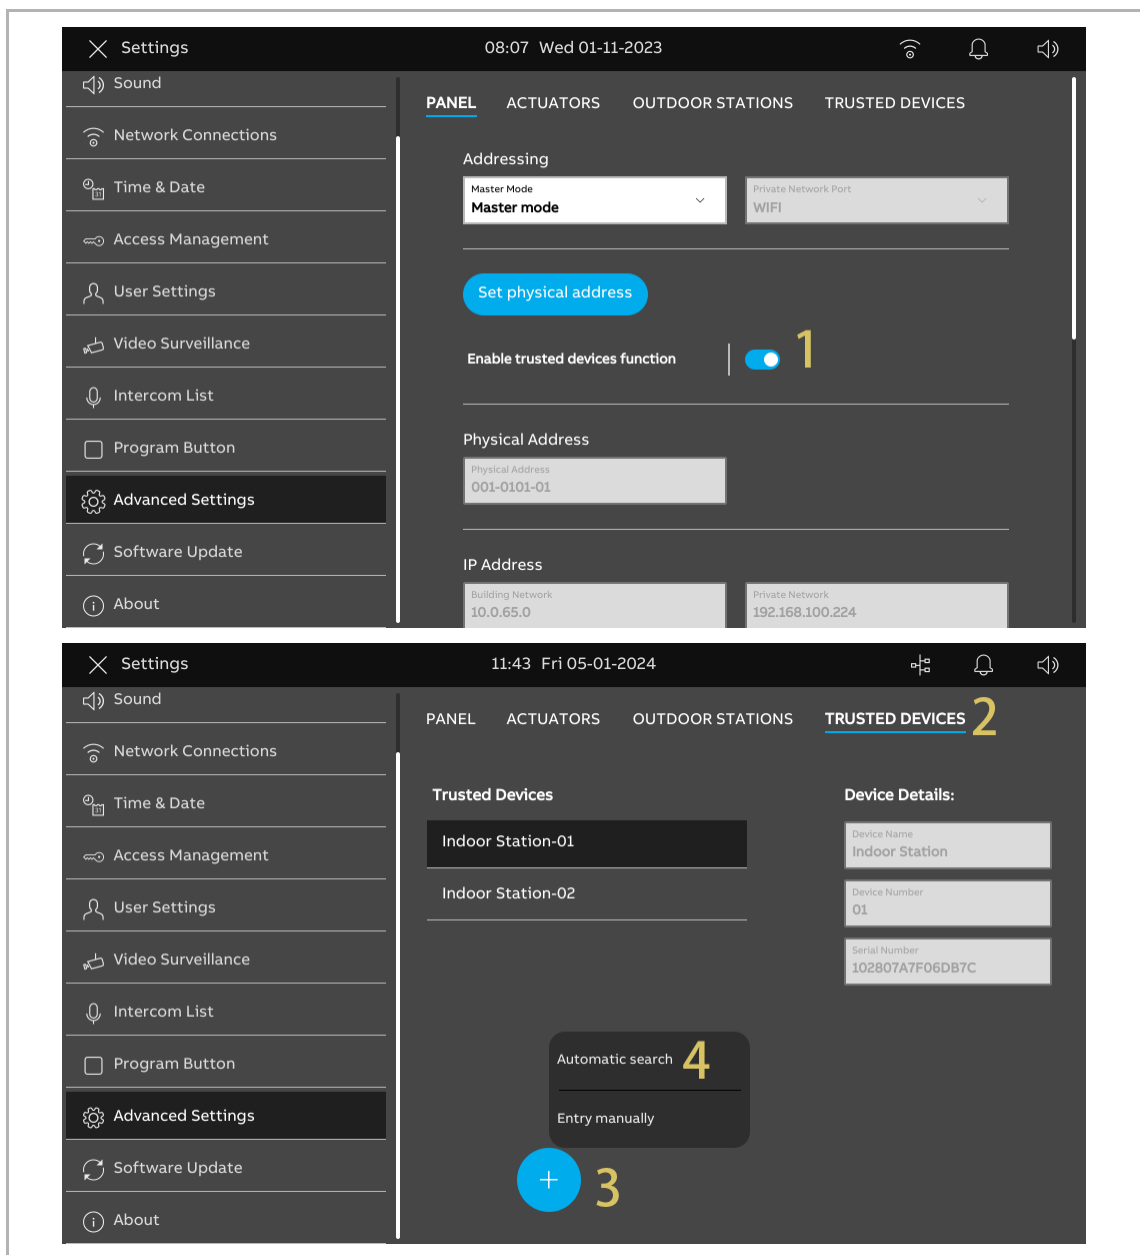 Settings
08:07 Wed 01-11-2023
Sound
Network Connections
Time & Date
Access Management
User Settings
Video Surveillance
Intercom List
Program Button
Advanced Settings
Software Update
About
PANEL ACTUATORS OUTDOOR STATIONS TRUSTED DEVICES
Addressing
Master Mode
Master mode
Private Network Port
WIFI
Set physical address
Enable trusted devices function
1
Physical Address
Physical Address
001-0101-01
IP Address
Building Network
10.0.65.0
Private Network
192.168.100.224
Settings
11:43 Fri 05-01-2024
Sound
Network Connections
Time & Date
Access Management
User Settings
Video Surveillance
Intercom List
Program Button
Advanced Settings
Software Update
About
PANEL ACTUATORS OUTDOOR STATIONS TRUSTED DEVICES 2
Trusted Devices
Indoor Station-01
Indoor Station-02
Device Details:
Device Name
Indoor Station
Device Number
01
Serial Number
102807A7F06DB7C
Automatic search 4
Entry manually
+ 3